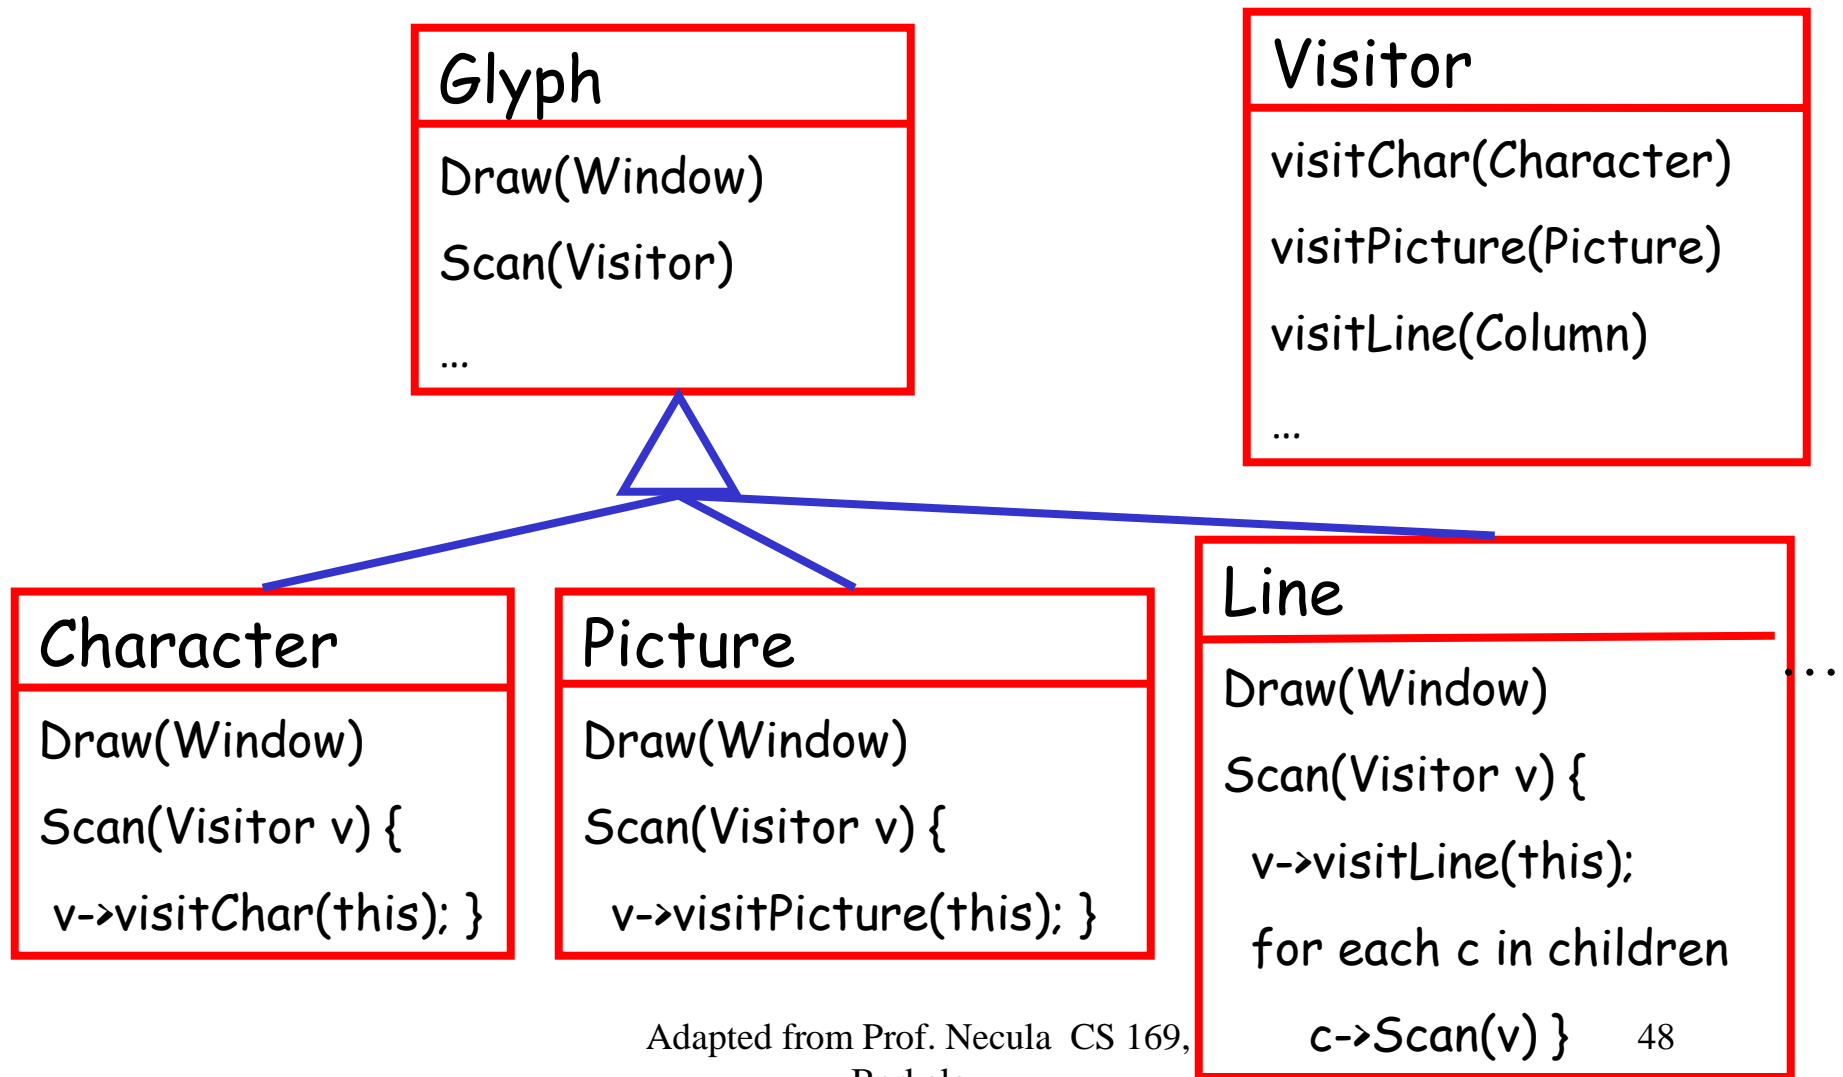 Glyph
Draw(Window)
Scan(Visitor)
...
Visitor
visitChar(Character)
visitPicture(Picture)
visitLine(Column)
...
Character
Draw(Window)
Scan(Visitor v) {
v->visitChar(this); }
Picture
Draw(Window)
Scan(Visitor v) {
v->visitPicture(this); }
Line
Draw(Window)
Scan(Visitor v) {
v->visitLine(this);
for each c in children
c->Scan(v) }
...
Adapted from Prof. Necula CS 169,
48